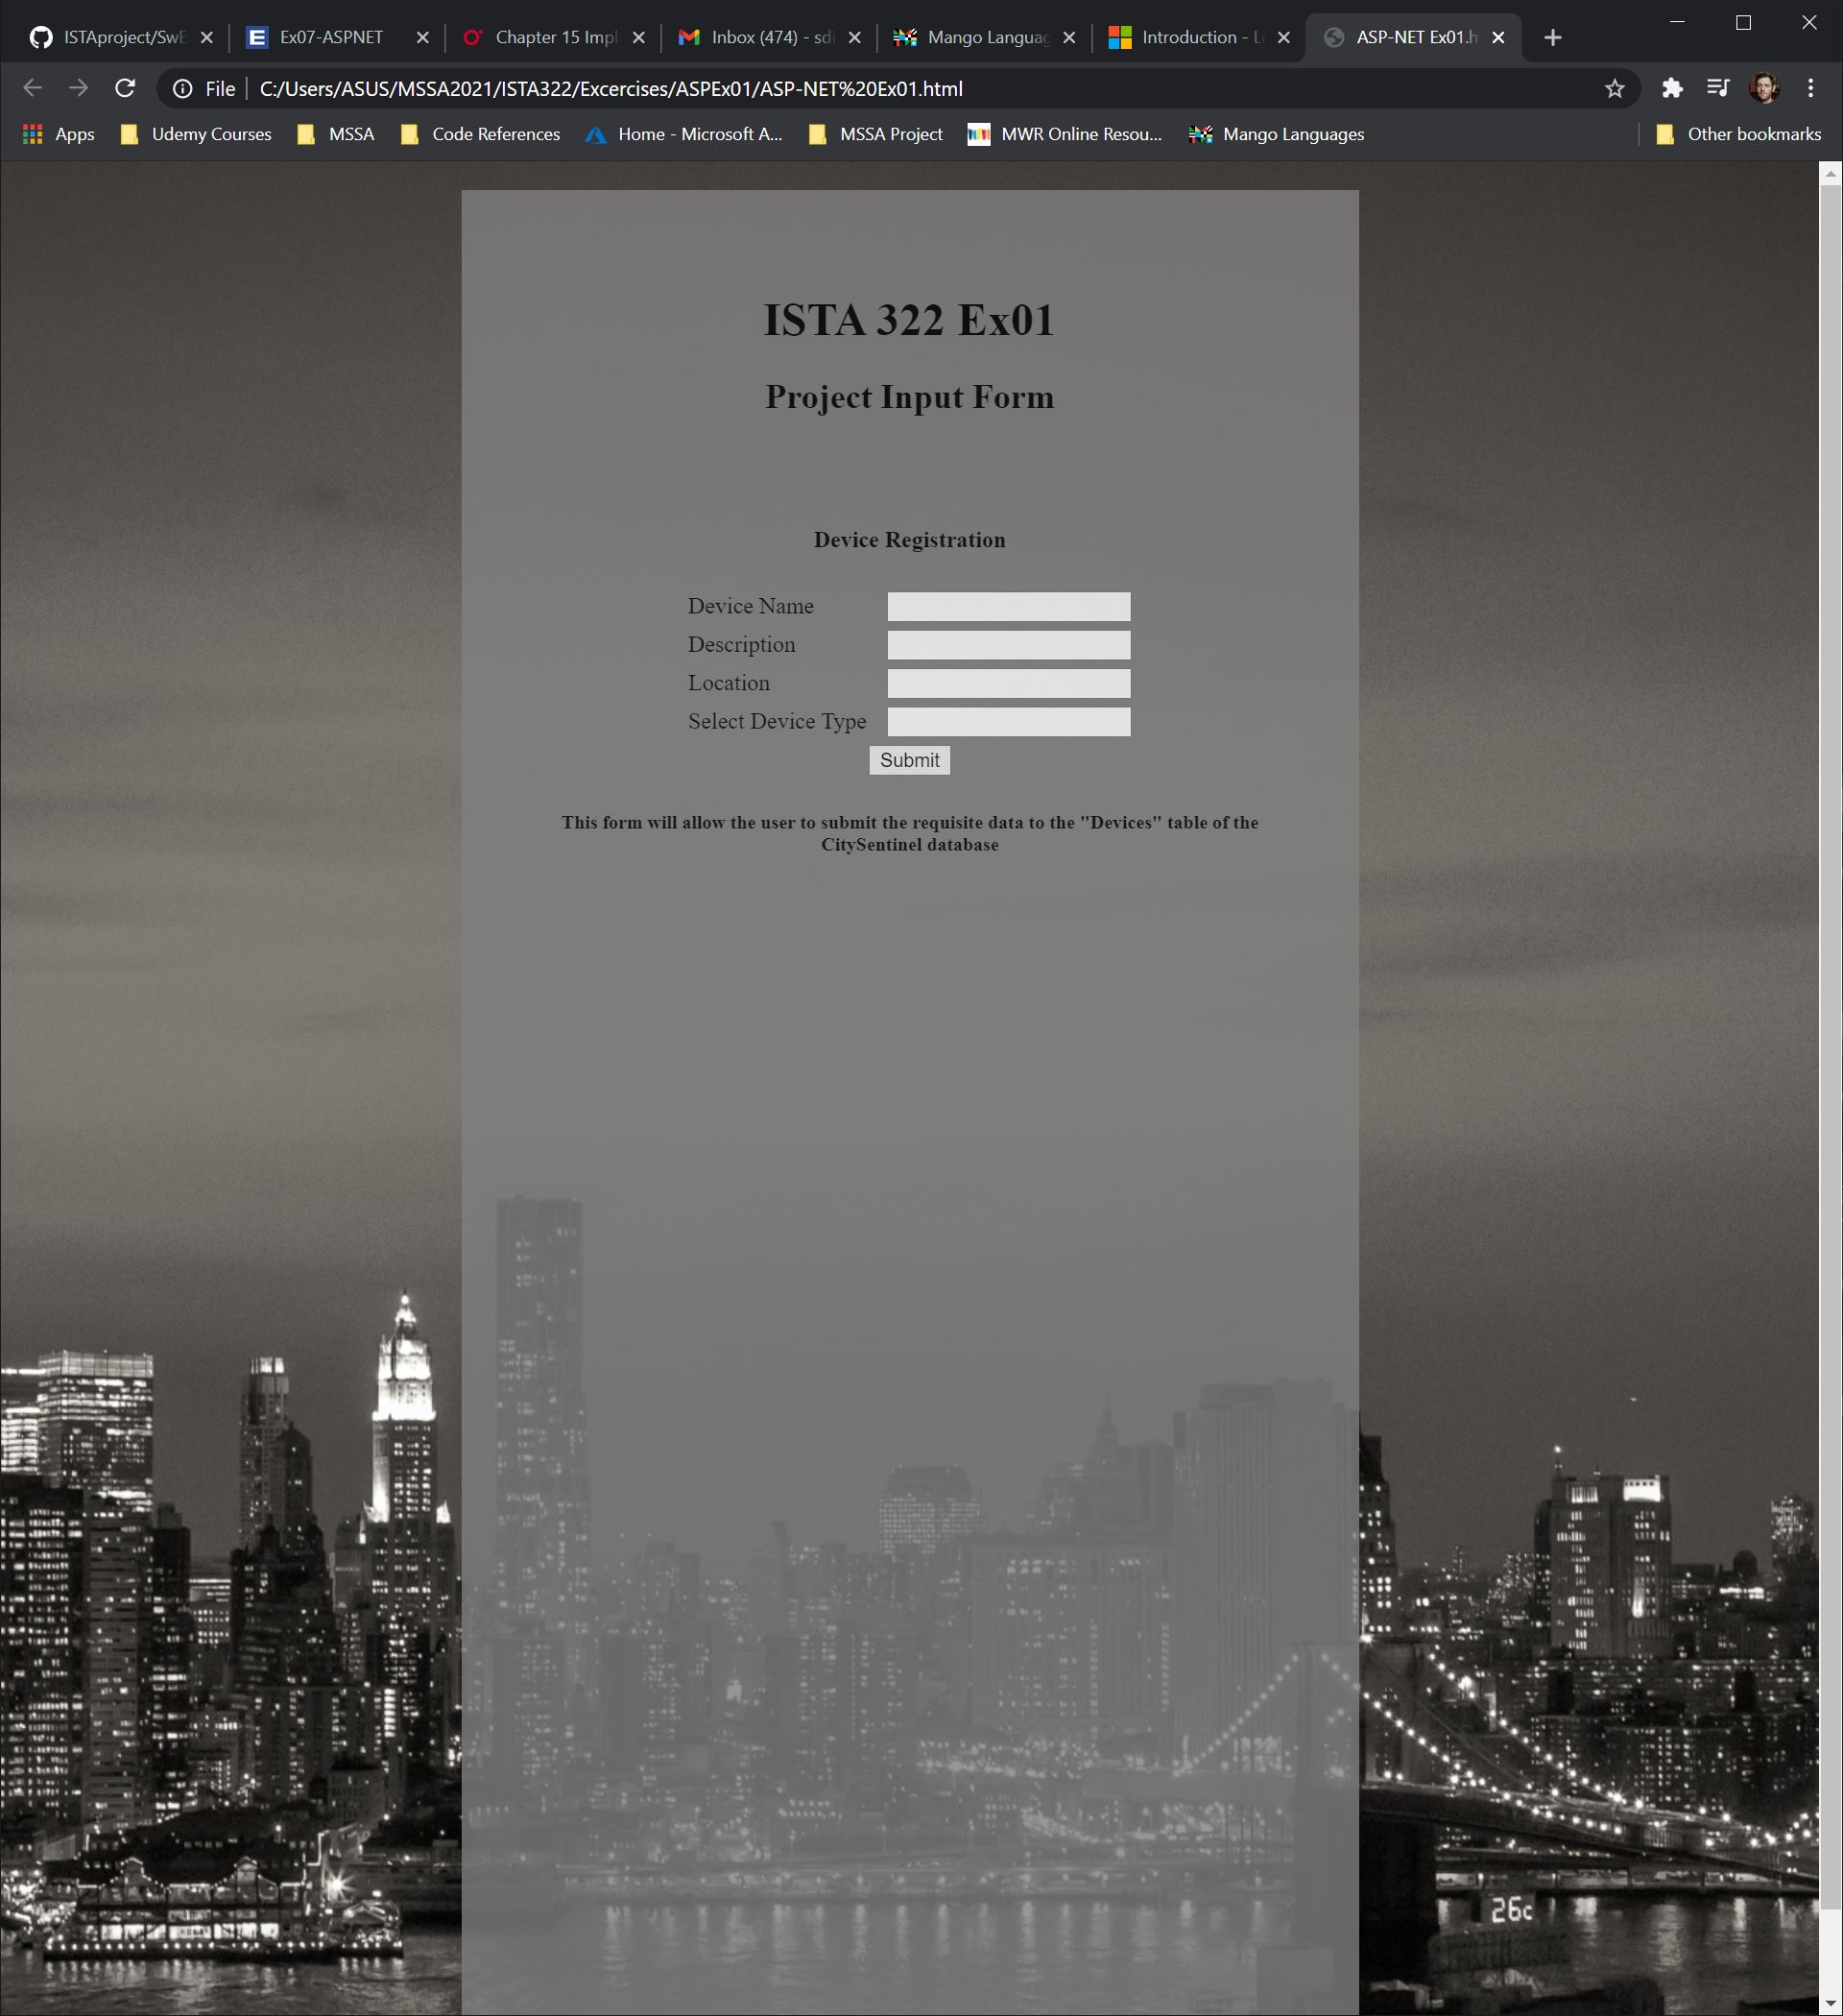 ISTAproject/SwE
Ex07-ASPNET
Chapter 15 Impl
Inbox (474) - sdi
Mango Languag
Introduction - Le
ASP-NET Ex01.h
File
C:/Users/ASUS/MSSA2021/ISTA322/Excercises/ASPEx01/ASP-NET%20Ex01.html
Apps
Udemy Courses
MSSA
Code References
Home - Microsoft A...
MSSA Project
MWR Online Resou...
Mango Languages
Other bookmarks
ISTA 322 Ex01
Project Input Form
Device Registration
Device Name
Description
Location
Select Device Type
Submit
This form will allow the user to submit the requisite data to the "Devices" table of the
CitySentinel database
26c